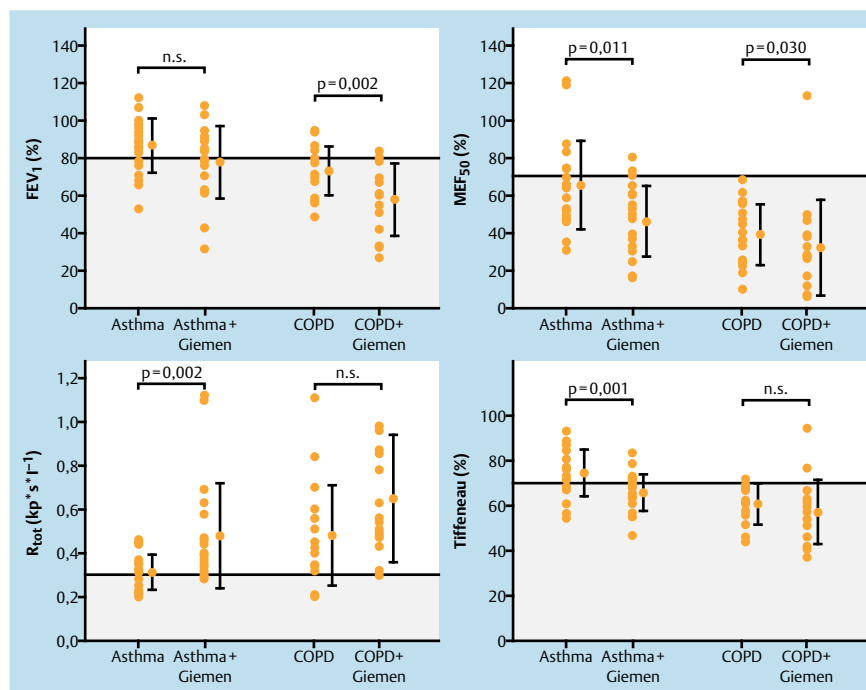 140
120
100
80
60
40
20
0
FEV₁ (%)
n.s.
p=0,002
Asthma
Asthma+
Giemen
COPD
COPD+
Giemen
140
120
100
80
60
40
20
0
MEF₅₀ (%)
p=0,011
p=0,030
Asthma
Asthma+
Giemen
COPD
COPD+
Giemen
1,2
1,0
0,8
0,6
0,4
0,2
0,0
Rtot (kp*s*l⁻¹)
p=0,002
n.s.
Asthma
Asthma+
Giemen
COPD
COPD+
Giemen
100
80
60
40
20
0
Tiffeneau (%)
p=0,001
n.s.
Asthma
Asthma+
Giemen
COPD
COPD+
Giemen